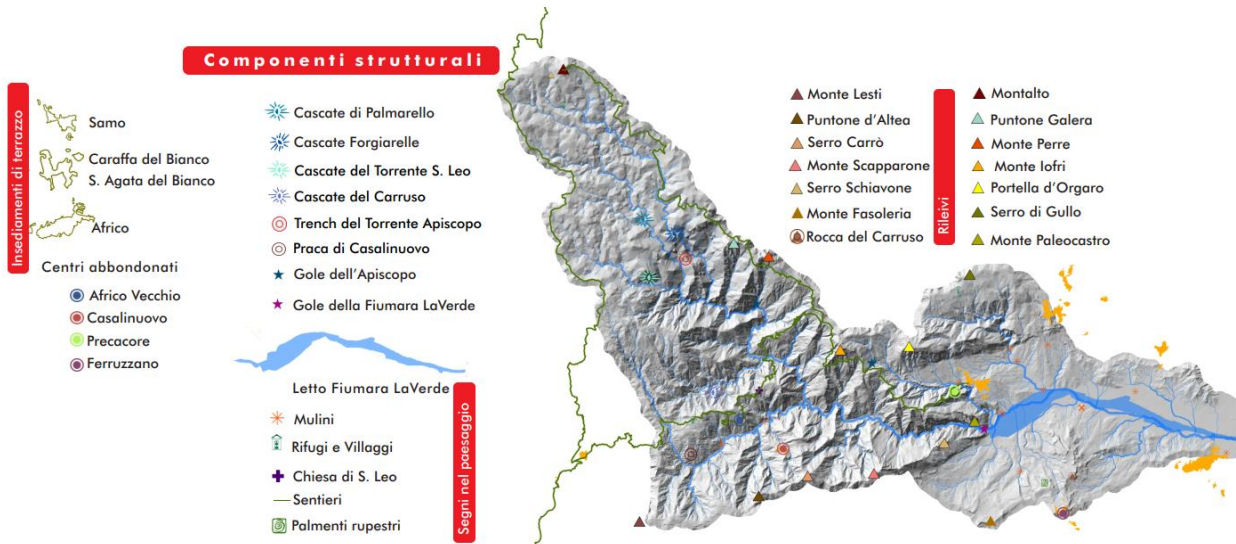 Componenti strutturali
Insediamenti di terrazzo
Samo
Caraffa del Bianco
S. Agata del Bianco
Africo
Centri abbondonati
Africo Vecchio
Casalinuovo
Precacore
Ferruzzano
Cascate di Palmarello
Cascate Forgiarelle
Cascate del Torrente S. Leo
Cascate del Carruso
Trench del Torrente Apiscopo
Praca di Casalinuovo
Gole dell'Apiscopo
Gole della Fiumara LaVerde
Letto Fiumara LaVerde
Segni nel paesaggio
Mulini
Rifugi e Villaggi
Chiesa di S. Leo
Sentieri
Palmenti rupestri
Monte Lesti
Puntone d'Altea
Serro Carrò
Monte Scapparone
Serro Schiavone
Monte Fasoleria
Rocca del Carruso
Rileivi
Montalto
Puntone Galera
Monte Perre
Monte Iofri
Portella d'Orgaro
Serro di Gullo
Monte Paleocastro